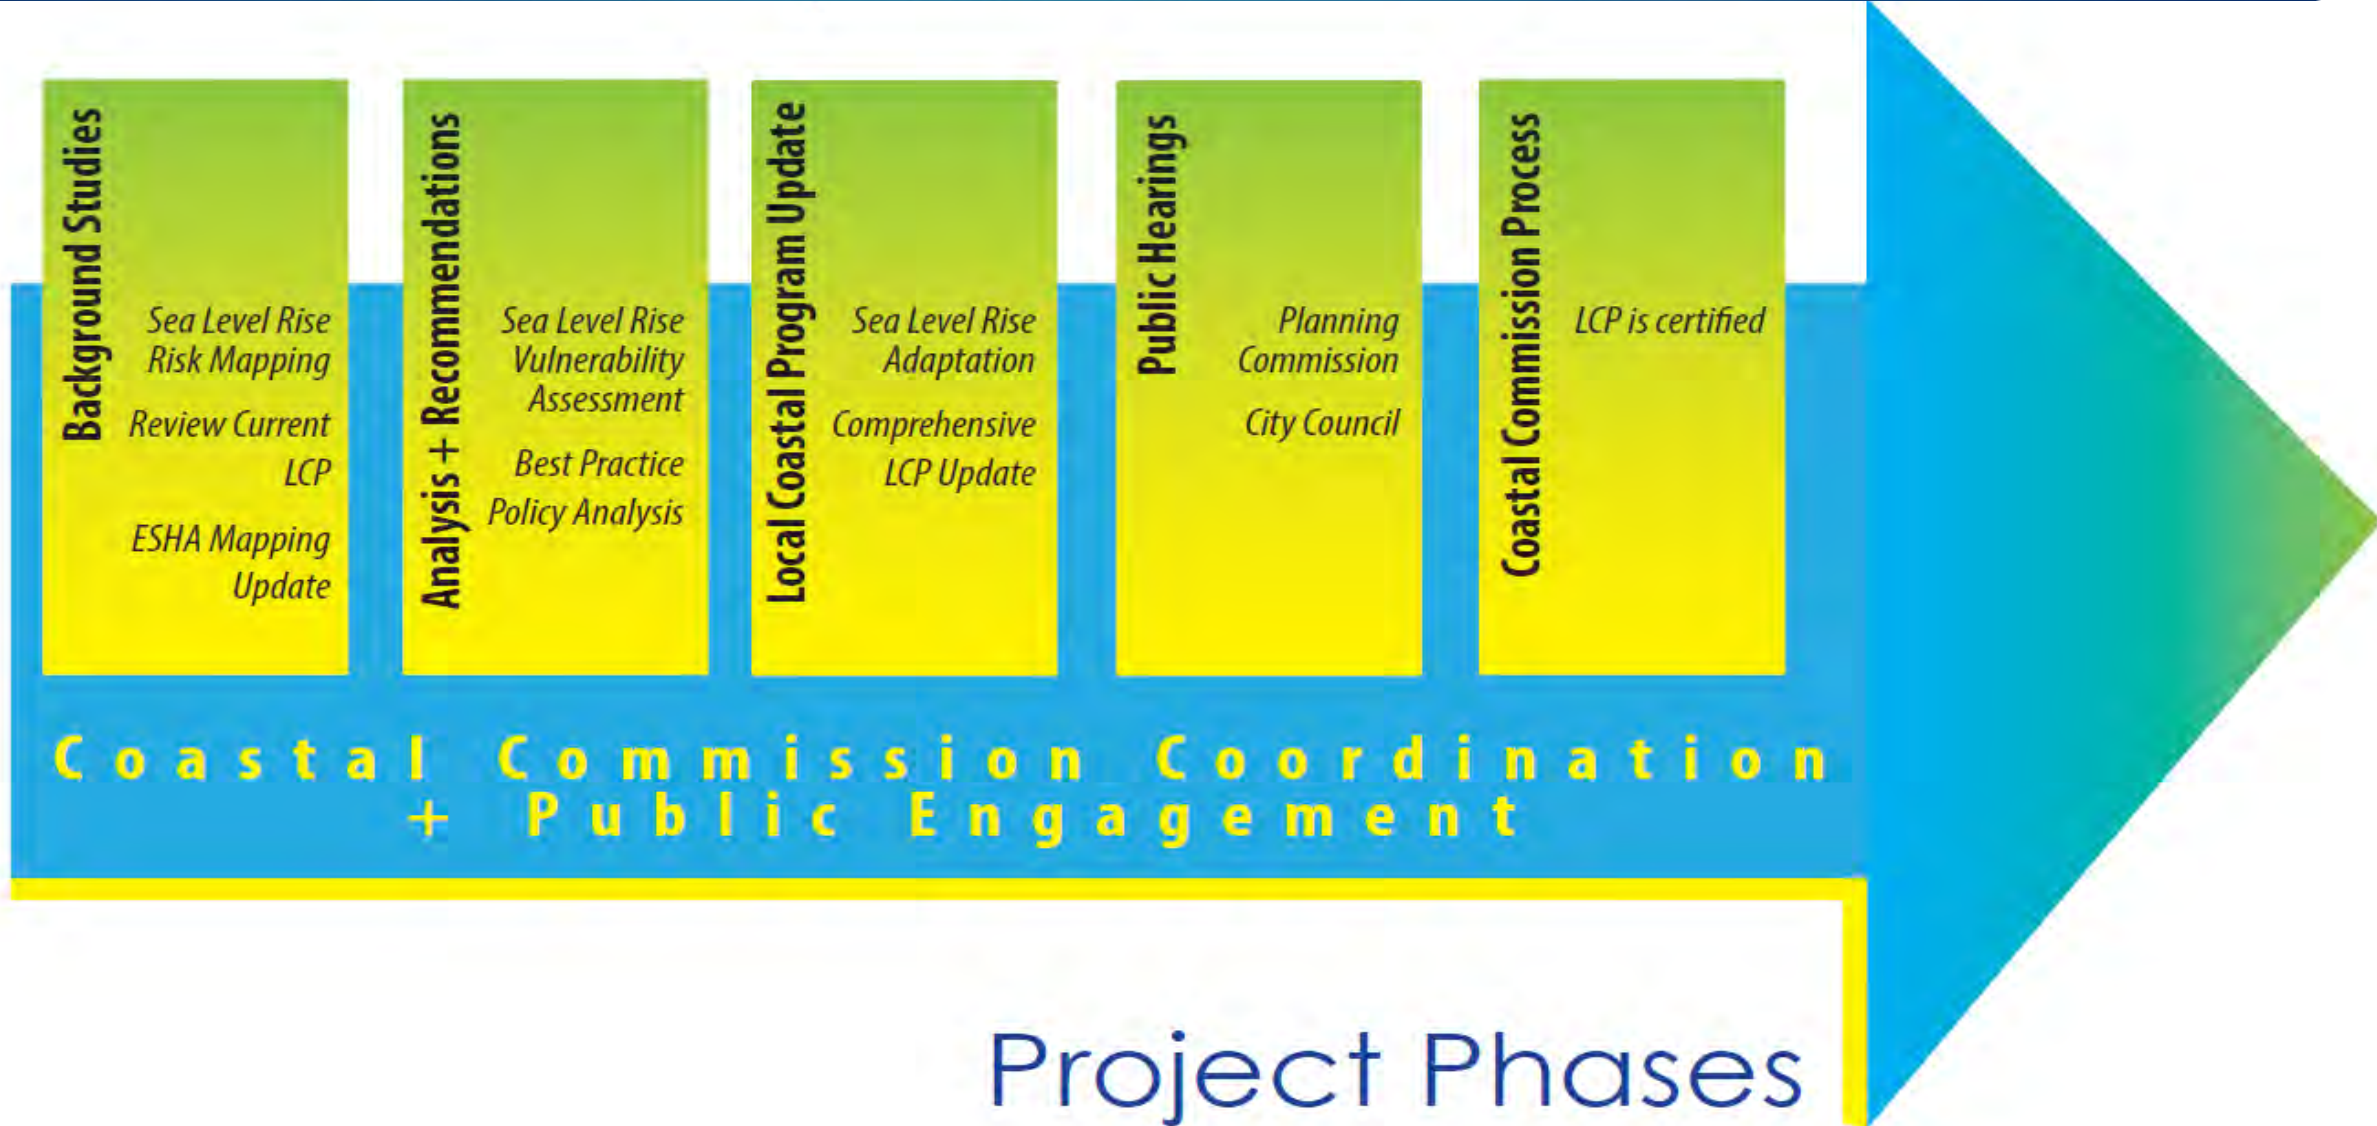 Background Studies
Sea Level Rise
Risk Mapping
Review Current
LCP
ESHA Mapping
Update
Analysis + Recommendations
Sea Level Rise
Vulnerability
Assessment
Best Practice
Policy Analysis
Local Coastal Program Update
Sea Level Rise
Adaptation
Comprehensive
LCP Update
Public Hearings
Planning
Commission
City Council
Coastal Commission Process
LCP is certified
Coastal Commission Coordination
+ Public Engagement
Project Phases